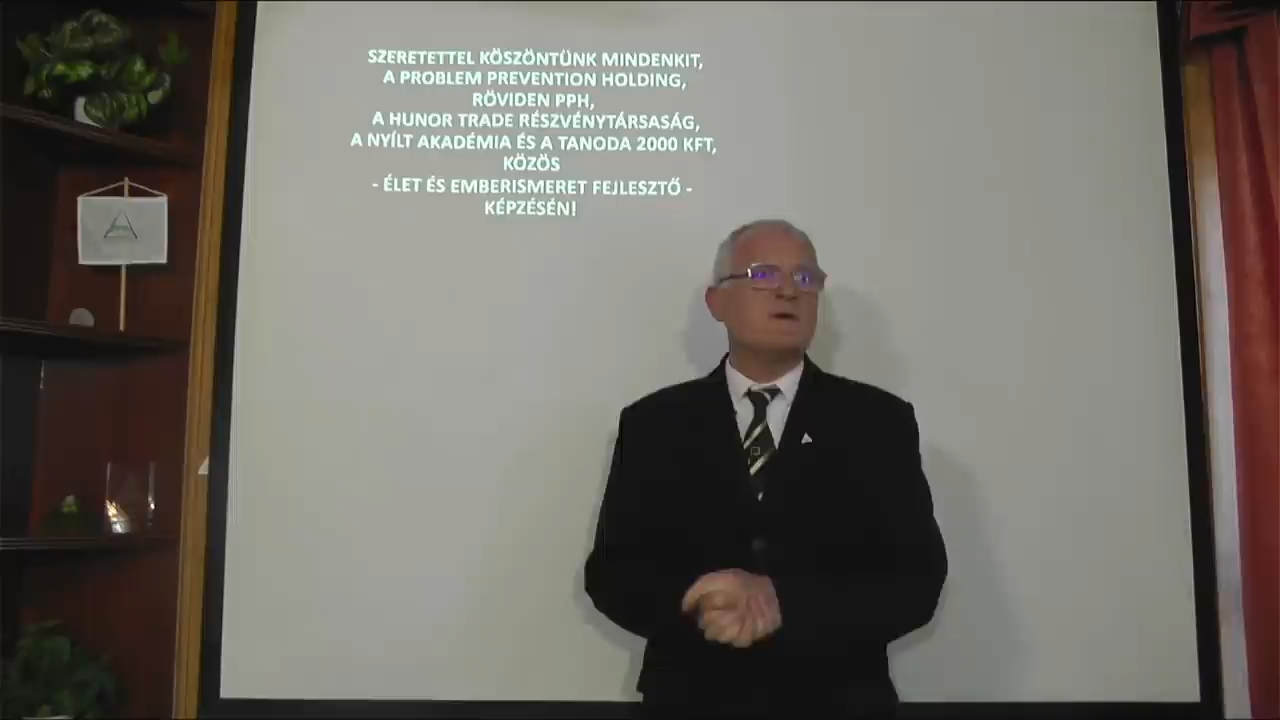 SZERETETTEL KÖSZÖNTÜNK MINDENKIT,
A PROBLEM PREVENTION HOLDING,
RÖVIDEN PPH,
A HUNOR TRADE RÉSZVÉNYTÁRSASÁG,
A NYÍLT AKADÉMIA ÉS A TANODA 2000 KFT,
KÖZÖS
- ÉLET ÉS EMBERISMERET FEJLESZTŐ -
KÉPZÉSÉN!